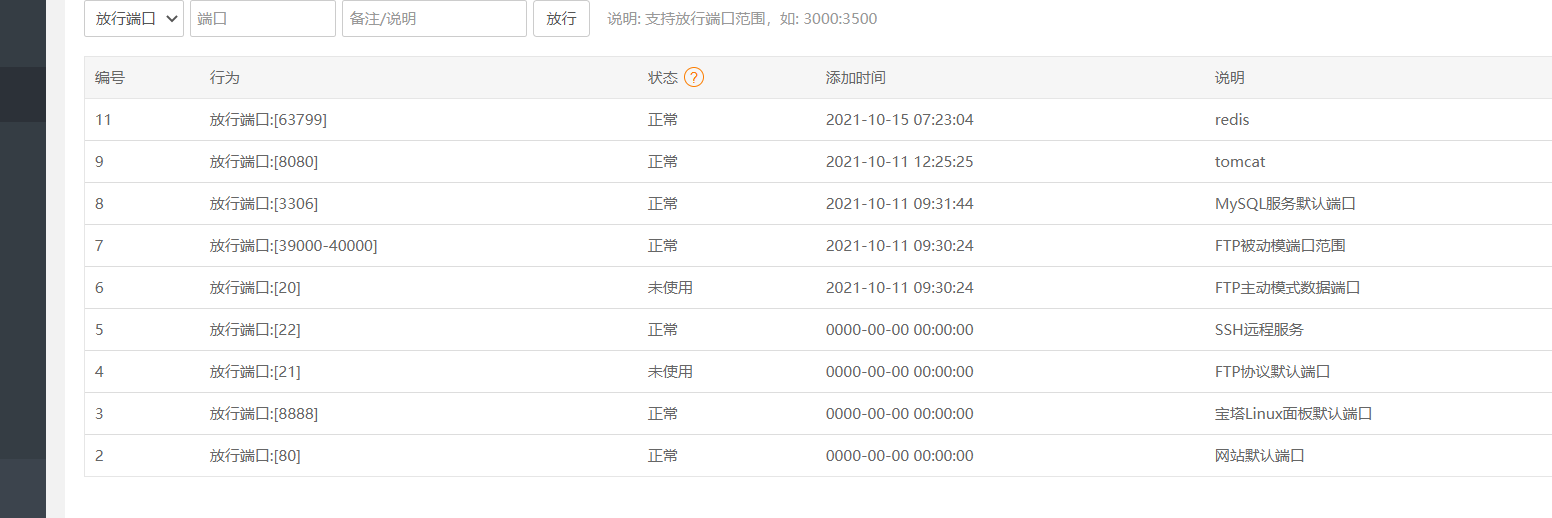 放行端口 端口 备注/说明 放行 说明: 支持放行端口范围，如: 3000:3500
编号 行为 状态 ? 添加时间 说明
11 放行端口:[63799] 正常 2021-10-15 07:23:04 redis
9 放行端口:[8080] 正常 2021-10-11 12:25:25 tomcat
8 放行端口:[3306] 正常 2021-10-11 09:31:44 MySQL服务默认端口
7 放行端口:[39000-40000] 正常 2021-10-11 09:30:24 FTP被动模端口范围
6 放行端口:[20] 未使用 2021-10-11 09:30:24 FTP主动模式数据端口
5 放行端口:[22] 正常 0000-00-00 00:00:00 SSH远程服务
4 放行端口:[21] 未使用 0000-00-00 00:00:00 FTP协议默认端口
3 放行端口:[8888] 正常 0000-00-00 00:00:00 宝塔Linux面板默认端口
2 放行端口:[80] 正常 0000-00-00 00:00:00 网站默认端口